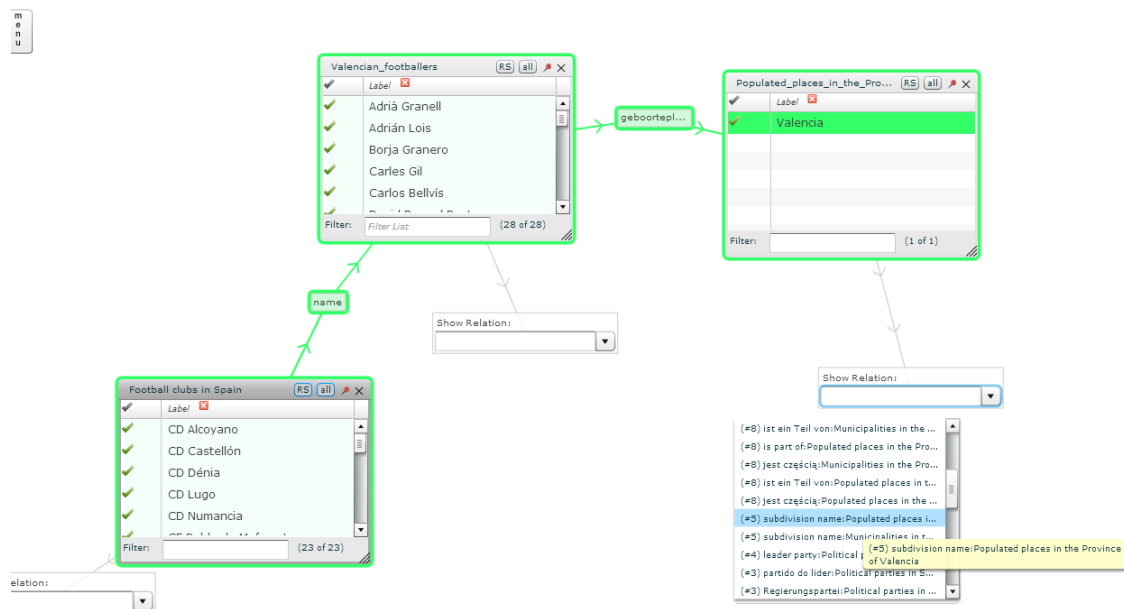 menu
Valencian_footballers
RS
all
Label
Adrià Granell
Adrián Lois
Borja Granero
Carles Gil
Carlos Bellvís
Filter:
Filter List
(28 of 28)
geboortepl...
Populated_places_in_the_Pro...
RS
all
Label
Valencia
Filter:
(1 of 1)
name
Show Relation:
Football clubs in Spain
RS
all
Label
CD Alcoyano
CD Castellón
CD Dénia
CD Lugo
CD Numancia
Filter:
(23 of 23)
elation:
Show Relation:
(#8) ist ein Teil von:Municipalities in the ...
(#8) is part of:Populated places in the Pro...
(#8) jest częścią:Municipalities in the Pro...
(#8) ist ein Teil von:Populated places in t...
(#8) jest częścią:Populated places in the ...
(#5) subdivision name:Populated places i...
(#5) subdivision name:Municipalities in t...
(#4) leader party:Political p
(#3) partido do lider:Political parties in S...
(#3) Regierungspartei:Political parties in ...
(#5) subdivision name:Populated places in the Province
of Valencia